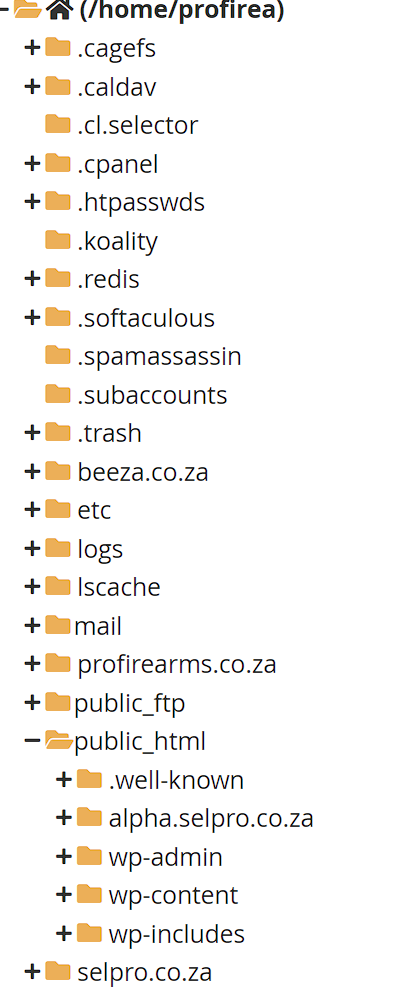 (/home/profirea)
.cagefs
.caldav
.cl.selector
.cpanel
.htpasswds
.koality
.redis
.softaculous
.spamassassin
.subaccounts
.trash
beeza.co.za
etc
logs
lscache
mail
profirearms.co.za
public_ftp
public_html
.well-known
alpha.selpro.co.za
wp-admin
wp-content
wp-includes
selpro.co.za